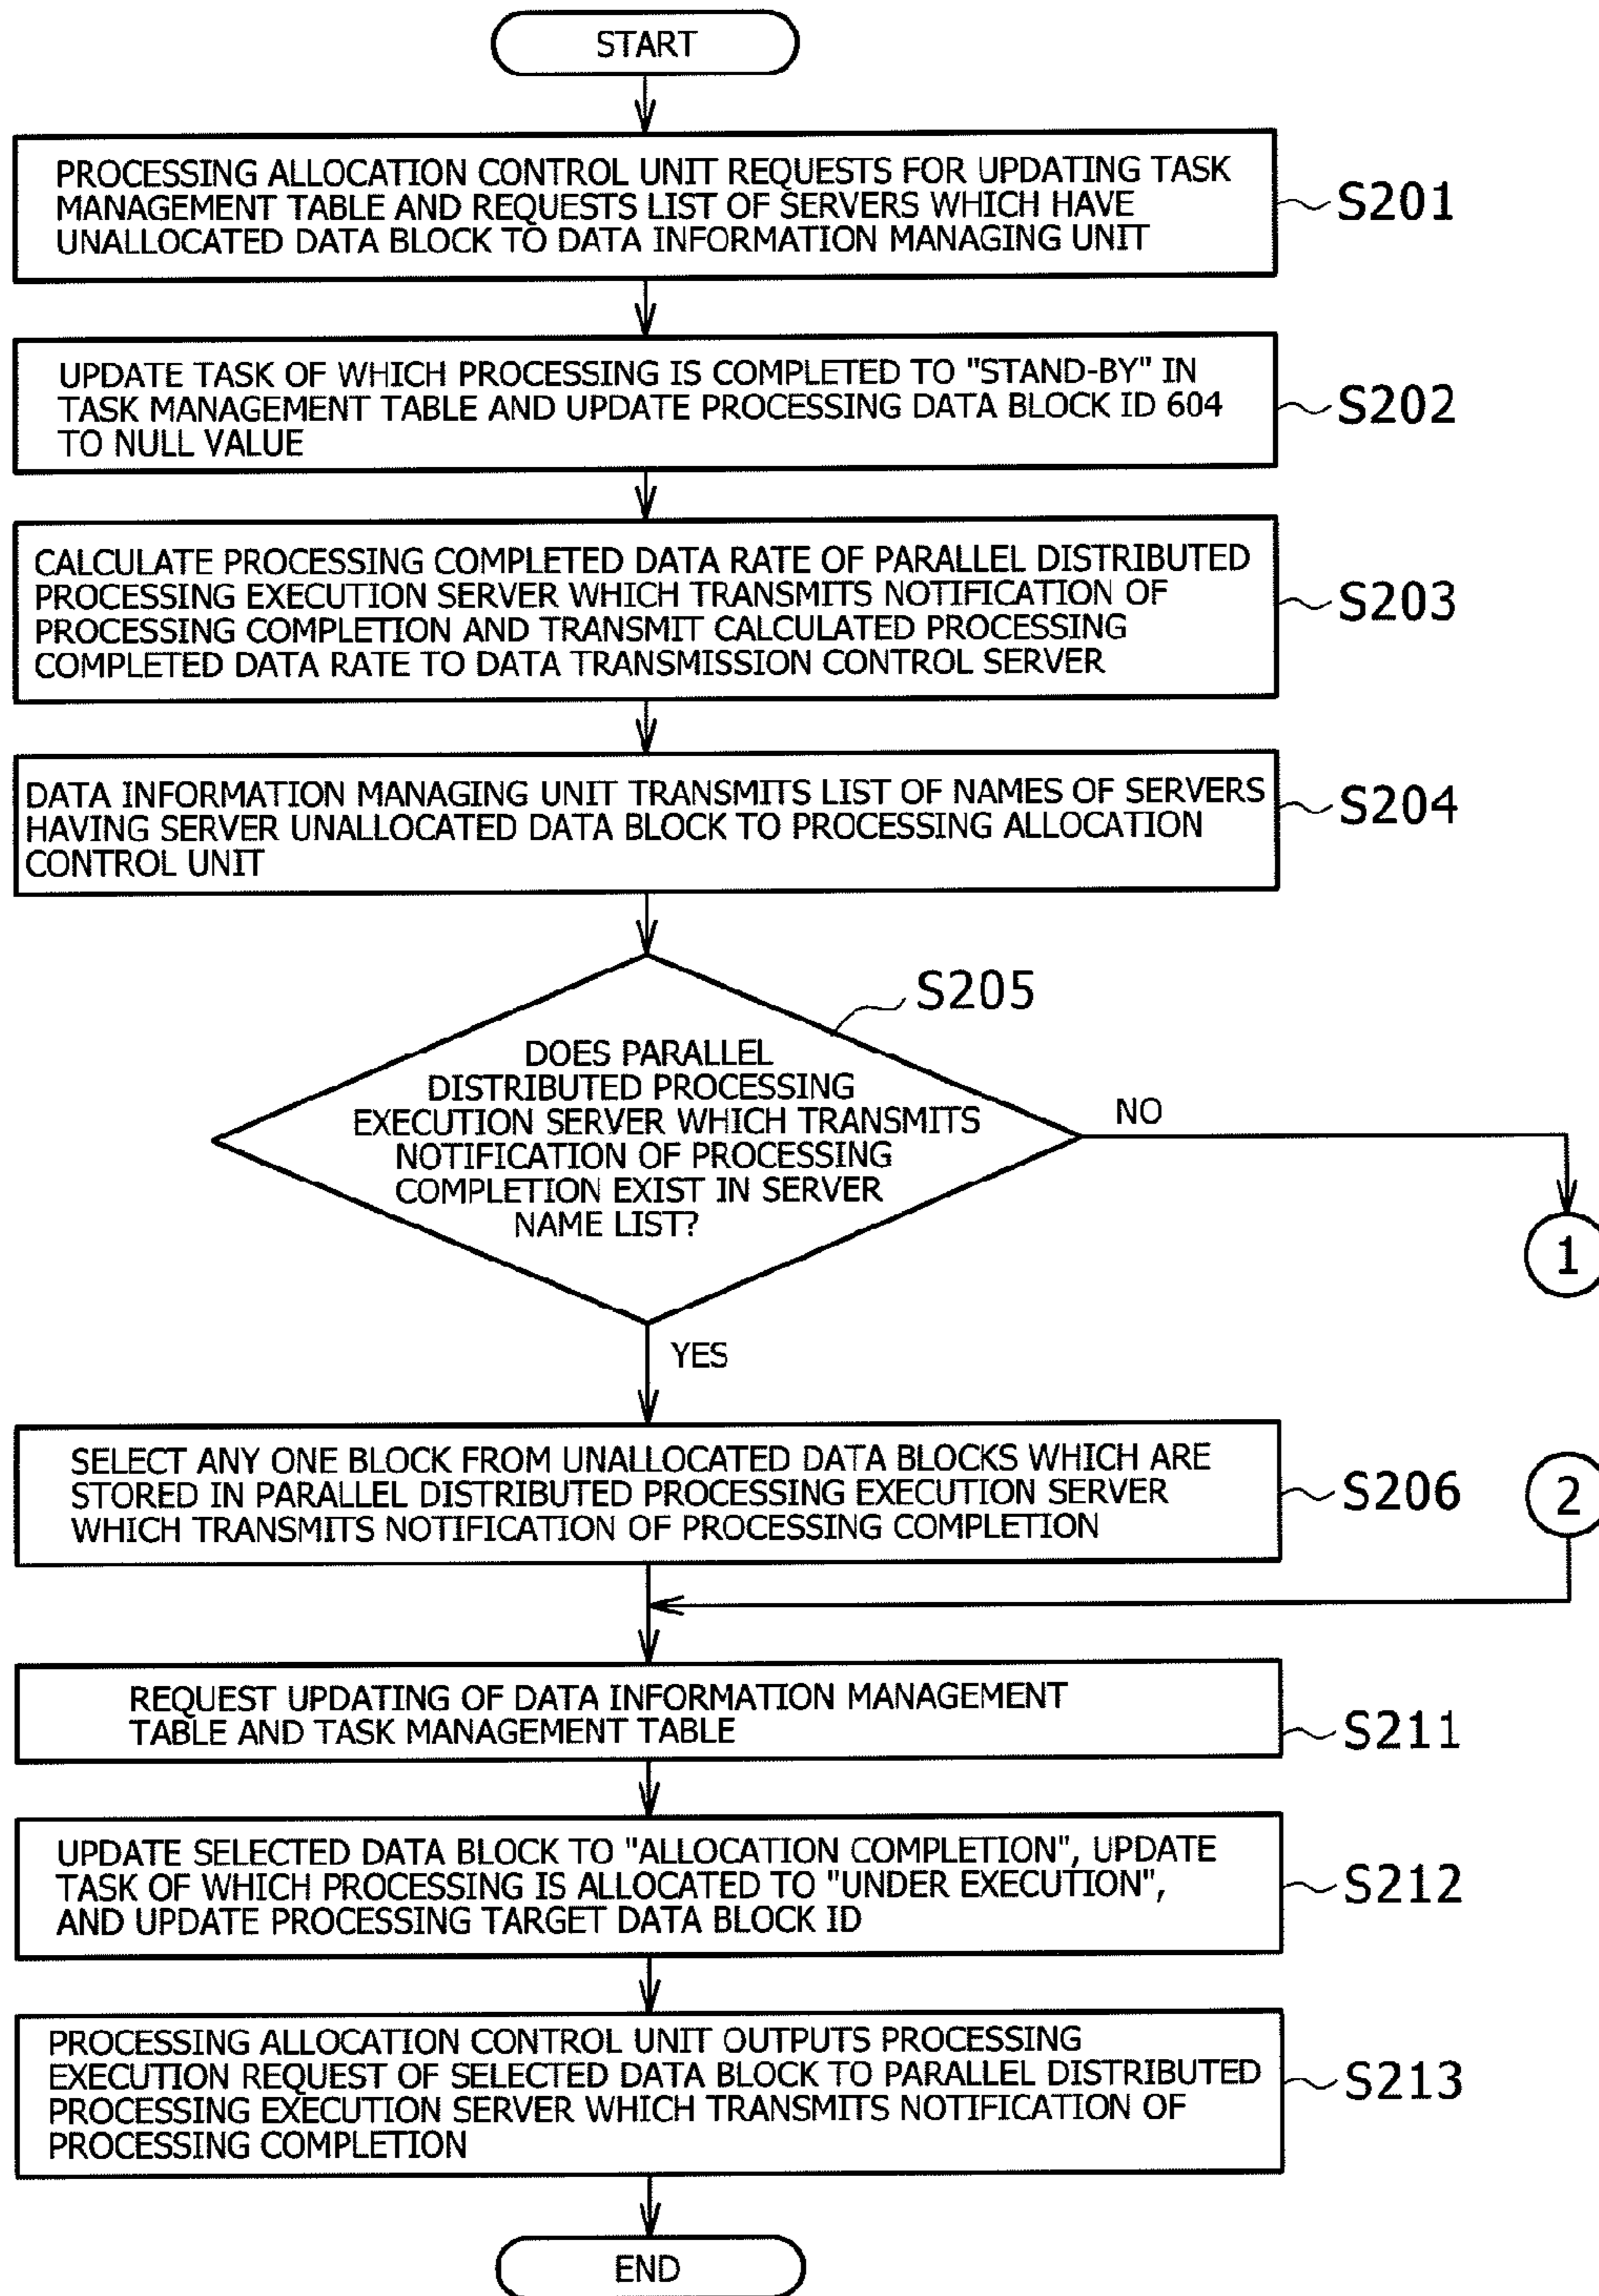 START
PROCESSING ALLOCATION CONTROL UNIT REQUESTS FOR UPDATING TASK
MANAGEMENT TABLE AND REQUESTS LIST OF SERVERS WHICH HAVE
UNALLOCATED DATA BLOCK TO DATA INFORMATION MANAGING UNIT
S201
UPDATE TASK OF WHICH PROCESSING IS COMPLETED TO "STAND-BY" IN
TASK MANAGEMENT TABLE AND UPDATE PROCESSING DATA BLOCK ID 604
TO NULL VALUE
S202
CALCULATE PROCESSING COMPLETED DATA RATE OF PARALLEL DISTRIBUTED
PROCESSING EXECUTION SERVER WHICH TRANSMITS NOTIFICATION OF
PROCESSING COMPLETION AND TRANSMIT CALCULATED PROCESSING
COMPLETED DATA RATE TO DATA TRANSMISSION CONTROL SERVER
S203
DATA INFORMATION MANAGING UNIT TRANSMITS LIST OF NAMES OF SERVERS
HAVING SERVER UNALLOCATED DATA BLOCK TO PROCESSING ALLOCATION
CONTROL UNIT
S204
S205
DOES PARALLEL
DISTRIBUTED PROCESSING
EXECUTION SERVER WHICH TRANSMITS
NOTIFICATION OF PROCESSING
COMPLETION EXIST IN SERVER
NAME LIST?
NO
1
YES
SELECT ANY ONE BLOCK FROM UNALLOCATED DATA BLOCKS WHICH ARE
STORED IN PARALLEL DISTRIBUTED PROCESSING EXECUTION SERVER
WHICH TRANSMITS NOTIFICATION OF PROCESSING COMPLETION
S206
2
REQUEST UPDATING OF DATA INFORMATION MANAGEMENT
TABLE AND TASK MANAGEMENT TABLE
S211
UPDATE SELECTED DATA BLOCK TO "ALLOCATION COMPLETION", UPDATE
TASK OF WHICH PROCESSING IS ALLOCATED TO "UNDER EXECUTION",
AND UPDATE PROCESSING TARGET DATA BLOCK ID
S212
PROCESSING ALLOCATION CONTROL UNIT OUTPUTS PROCESSING
EXECUTION REQUEST OF SELECTED DATA BLOCK TO PARALLEL DISTRIBUTED
PROCESSING EXECUTION SERVER WHICH TRANSMITS NOTIFICATION OF
PROCESSING COMPLETION
S213
END